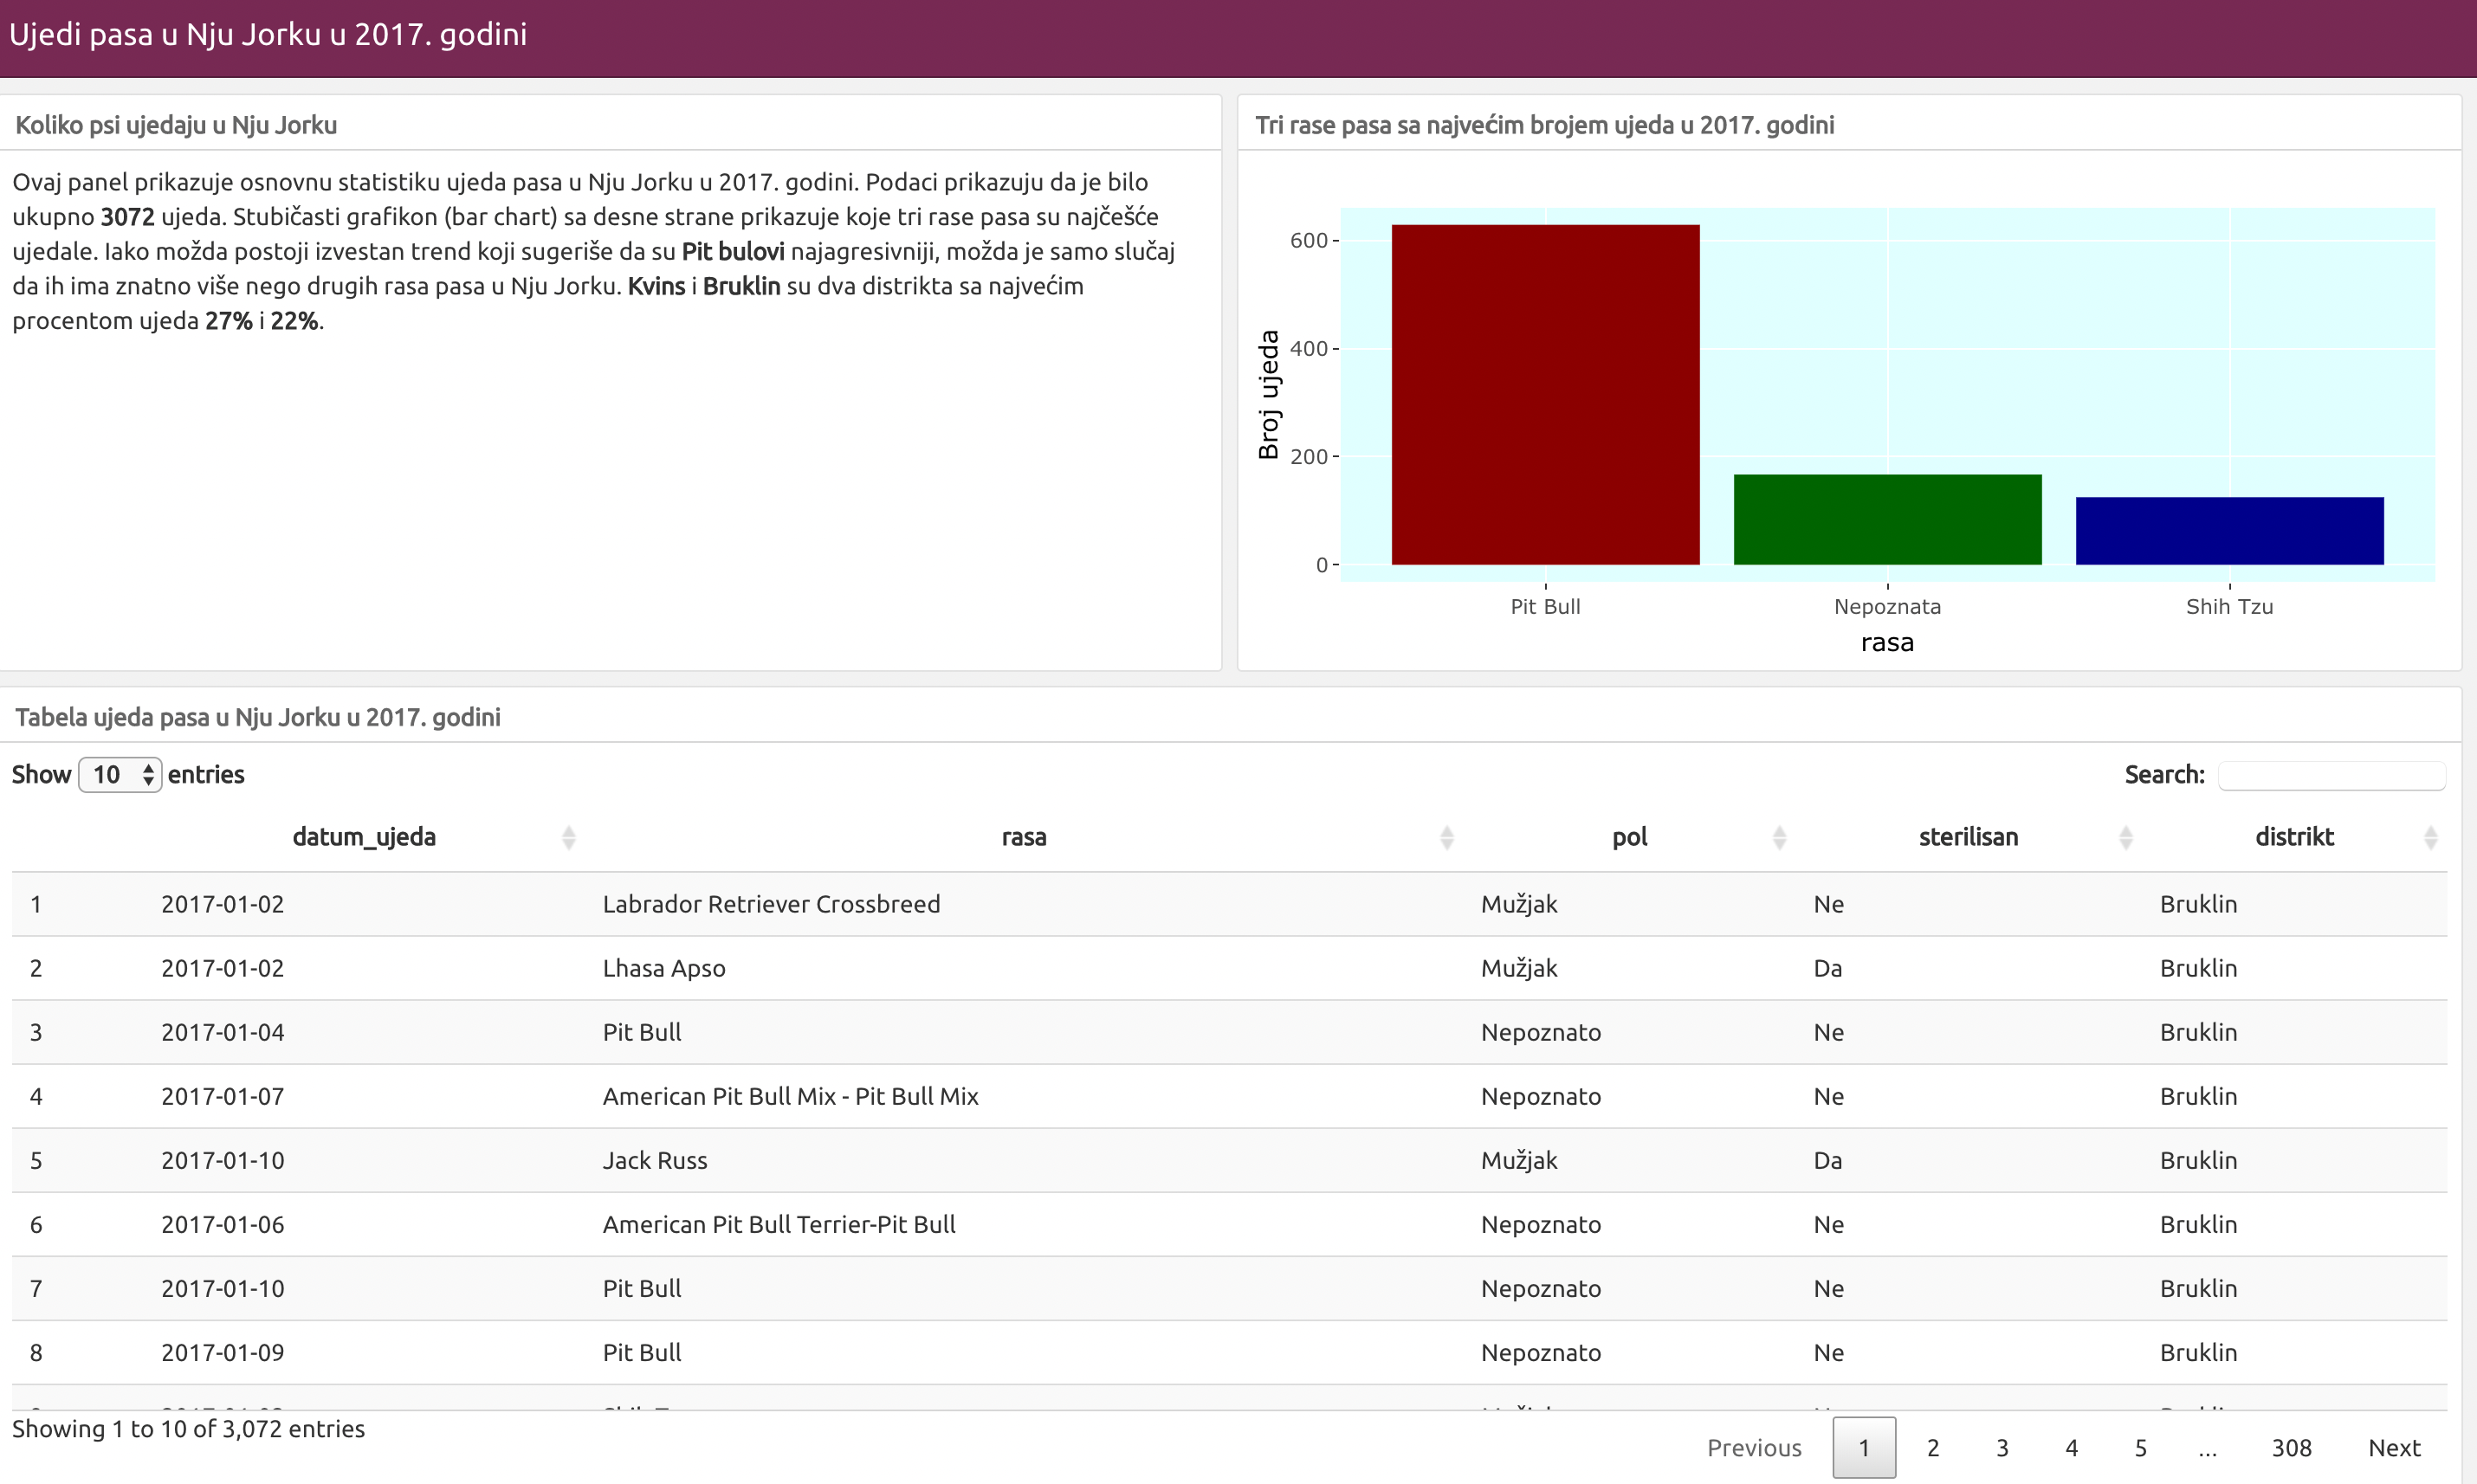 Ujedi pasa u Nju Jorku u 2017. godini
Koliko psi ujedaju u Nju Jorku
Ovaj panel prikazuje osnovnu statistiku ujeda pasa u Nju Jorku u 2017. godini. Podaci prikazuju da je bilo
ukupno 3072 ujeda. Stubičasti grafikon (bar chart) sa desne strane prikazuje koje tri rase pasa su najčešće
ujedale. Iako možda postoji izvestan trend koji sugeriše da su Pit bulovi najagresivniji, možda je samo slučaj
da ih ima znatno više nego drugih rasa pasa u Nju Jorku. Kvins i Bruklin su dva distrikta sa najvećim
procentom ujeda 27% i 22%.
Tri rase pasa sa najvećim brojem ujeda u 2017. godini
Broj ujeda
600
400
200
0
Pit Bull Nepoznata Shih Tzu
rasa
Tabela ujeda pasa u Nju Jorku u 2017. godini
Show 10 entries Search:
datum_ujeda rasa pol sterilisan distrikt
1 2017-01-02 Labrador Retriever Crossbreed Mužjak Ne Bruklin
2 2017-01-02 Lhasa Apso Mužjak Da Bruklin
3 2017-01-04 Pit Bull Nepoznato Ne Bruklin
4 2017-01-07 American Pit Bull Mix - Pit Bull Mix Nepoznato Ne Bruklin
5 2017-01-10 Jack Russ Mužjak Da Bruklin
6 2017-01-06 American Pit Bull Terrier-Pit Bull Nepoznato Ne Bruklin
7 2017-01-10 Pit Bull Nepoznato Ne Bruklin
8 2017-01-09 Pit Bull Nepoznato Ne Bruklin
Showing 1 to 10 of 3,072 entries
Previous 1 2 3 4 5 ... 308 Next